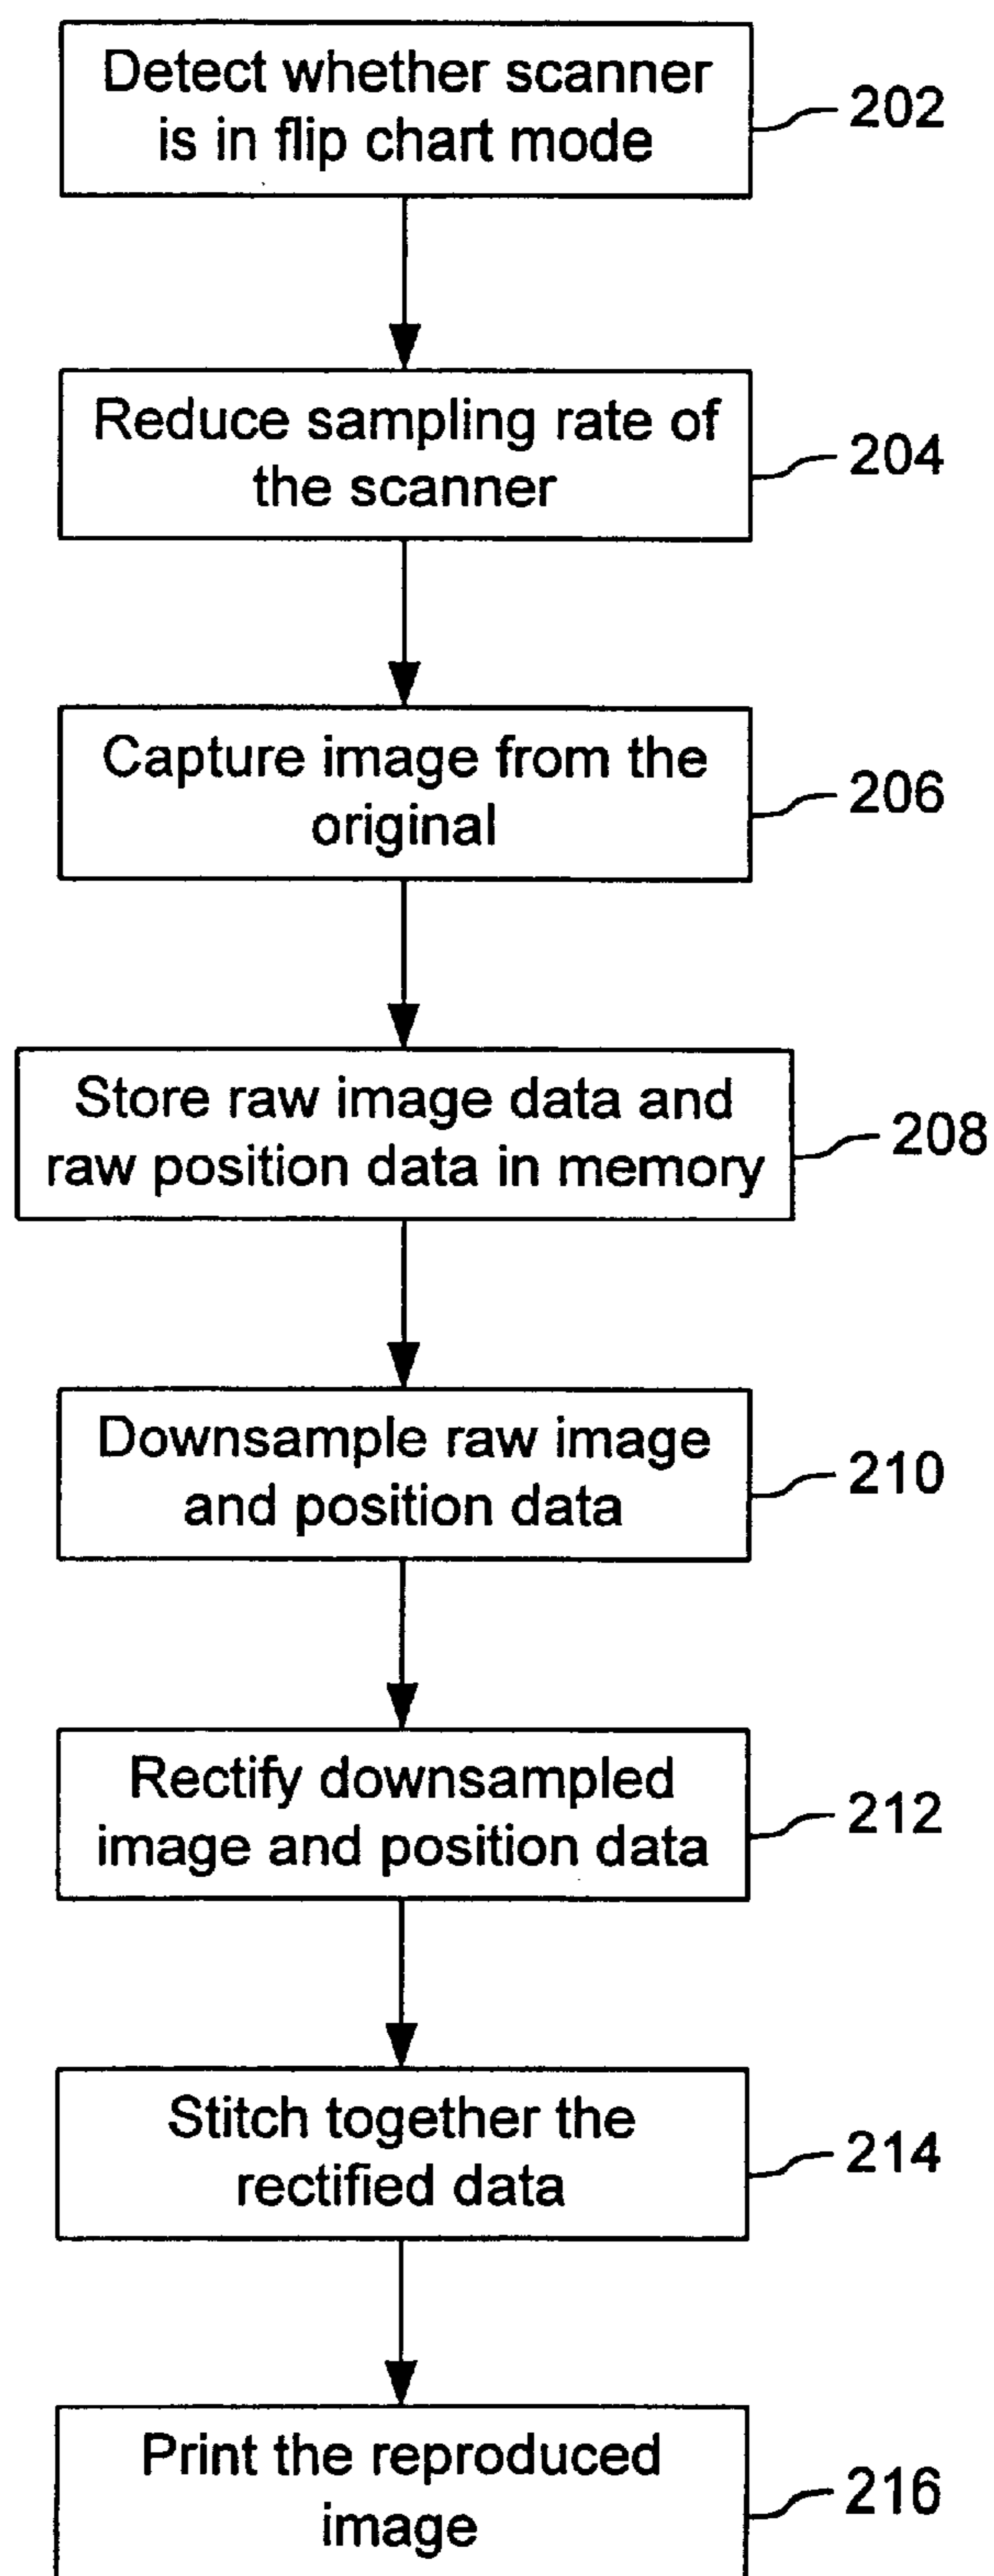 Detect whether scanner
is in flip chart mode
202
Reduce sampling rate of
the scanner
204
Capture image from the
original
206
Store raw image data and
raw position data in memory
208
Downsample raw image
and position data
210
Rectify downsampled
image and position data
212
Stitch together the
rectified data
214
Print the reproduced
image
216